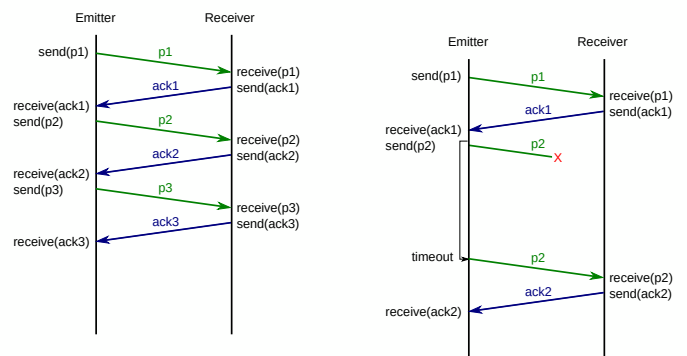 Emitter
Receiver
send(p1)
p1
receive(p1)
ack1
send(ack1)
receive(ack1)
send(p2)
p2
receive(p2)
ack2
send(ack2)
receive(ack2)
send(p3)
p3
receive(p3)
ack3
send(ack3)
receive(ack3)
Emitter
Receiver
send(p1)
p1
receive(p1)
ack1
send(ack1)
receive(ack1)
send(p2)
p2
X
timeout
p2
receive(p2)
ack2
send(ack2)
receive(ack2)